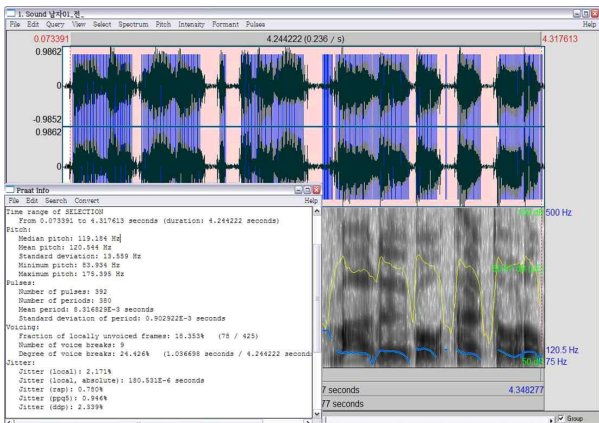 1. Sound 남자01_전_
File Edit Query View Select Spectrum Pitch Intensity Formant Pulses Help
0.073391 4.244222 (0.236 / s) 4.317613
0.9862
0
-0.9852
0.9862
0
Praat Info
File Edit Search Convert Help
Time range of SELECTION
From 0.073391 to 4.317613 seconds (duration: 4.244222 seconds)
Pitch:
Median pitch: 119.184 Hz
Mean pitch: 120.544 Hz
Standard deviation: 13.559 Hz
Minimum pitch: 83.934 Hz
Maximum pitch: 175.395 Hz
Pulses:
Number of pulses: 392
Number of periods: 380
Mean period: 8.316829E-3 seconds
Standard deviation of period: 0.902922E-3 seconds
Voicing:
Fraction of locally unvoiced frames: 18.353% (78 / 425)
Number of voice breaks: 9
Degree of voice breaks: 24.426% (1.036698 seconds / 4.244222 second
Jitter:
Jitter (local): 2.171%
Jitter (local, absolute): 180.531E-6 seconds
Jitter (rap): 0.780%
Jitter (ppq5): 0.946%
Jitter (ddp): 2.339%
500 Hz
120.5 Hz
75 Hz
7 seconds 4.348277
77 seconds
Group